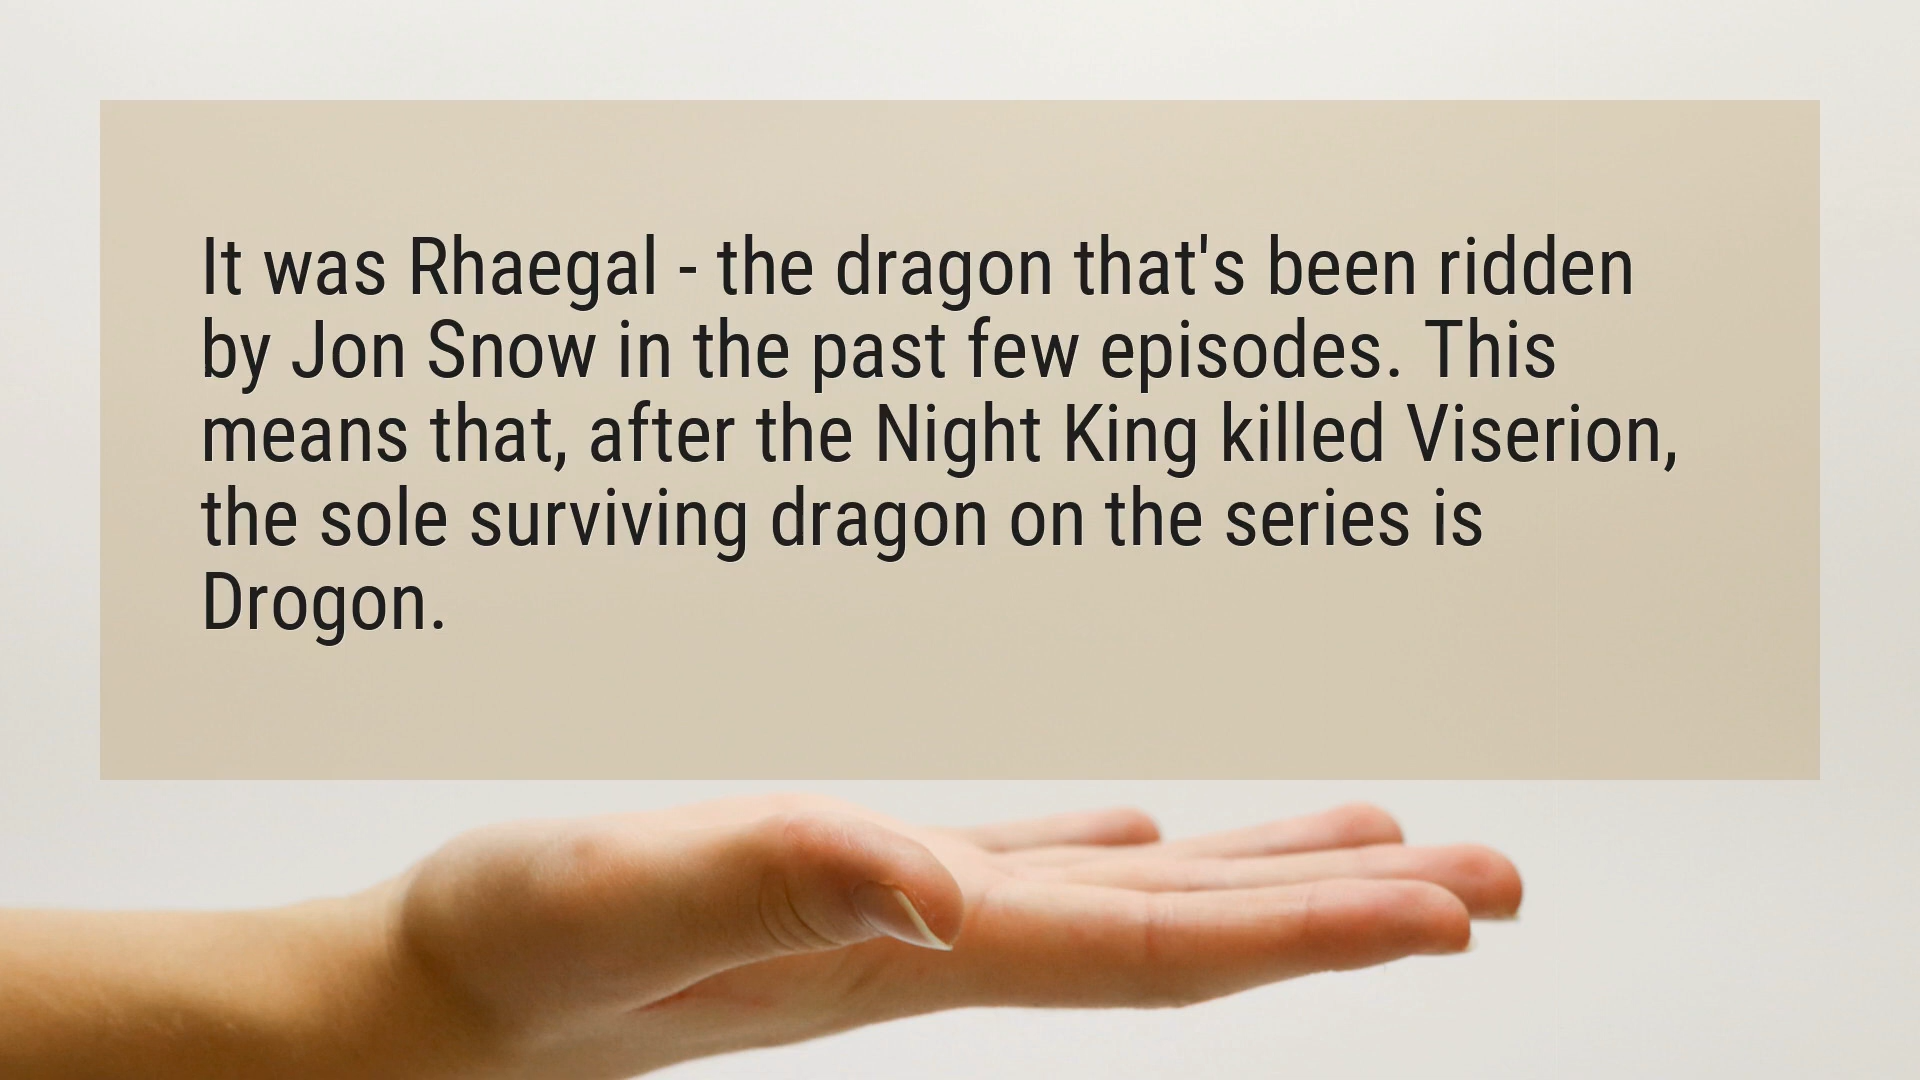 It was Rhaegal - the dragon that's been ridden
by Jon Snow in the past few episodes. This
means that, after the Night King killed Viserion,
the sole surviving dragon on the series is
Drogon.